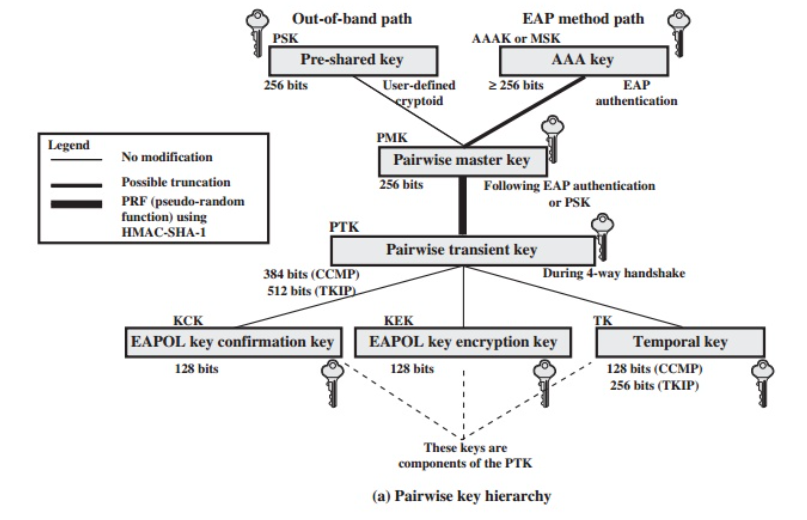 Out-of-band path
EAP method path
PSK
AAAK or MSK
Pre-shared key
AAA key
256 bits
User-defined
cryptoid
≥ 256 bits
EAP
authentication
Legend
No modification
Possible truncation
PRF (pseudo-random
function) using
HMAC-SHA-1
PMK
Pairwise master key
256 bits
Following EAP authentication
or PSK
PTK
Pairwise transient key
384 bits (CCMP)
512 bits (TKIP)
During 4-way handshake
KCK
KEK
TK
EAPOL key confirmation key
EAPOL key encryption key
Temporal key
128 bits
128 bits
128 bits (CCMP)
256 bits (TKIP)
These keys are
components of the PTK
(a) Pairwise key hierarchy